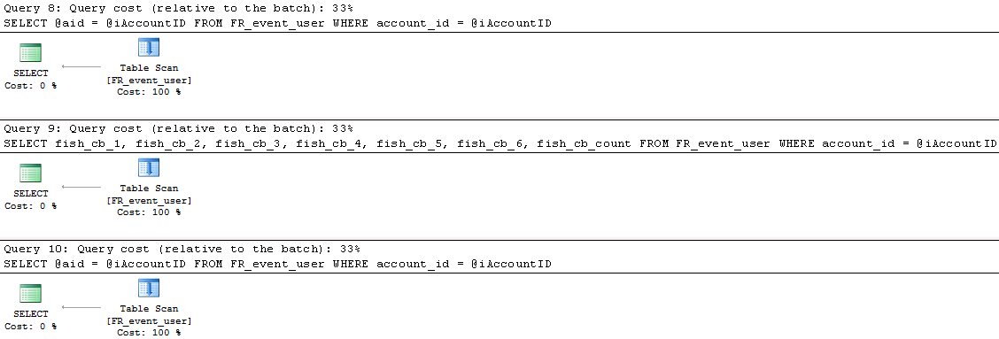 Query 8: Query cost (relative to the batch): 33%
SELECT @aid = @iAccountID FROM FR_event_user WHERE account_id = @iAccountID
SELECT
Cost: 0 %
Table Scan
[FR_event_user]
Cost: 100 %
Query 9: Query cost (relative to the batch): 33%
SELECT fish_cb_1, fish_cb_2, fish_cb_3, fish_cb_4, fish_cb_5, fish_cb_6, fish_cb_count FROM FR_event_user WHERE account_id = @iAccountID
SELECT
Cost: 0 %
Table Scan
[FR_event_user]
Cost: 100 %
Query 10: Query cost (relative to the batch): 33%
SELECT @aid = @iAccountID FROM FR_event_user WHERE account_id = @iAccountID
SELECT
Cost: 0 %
Table Scan
[FR_event_user]
Cost: 100 %